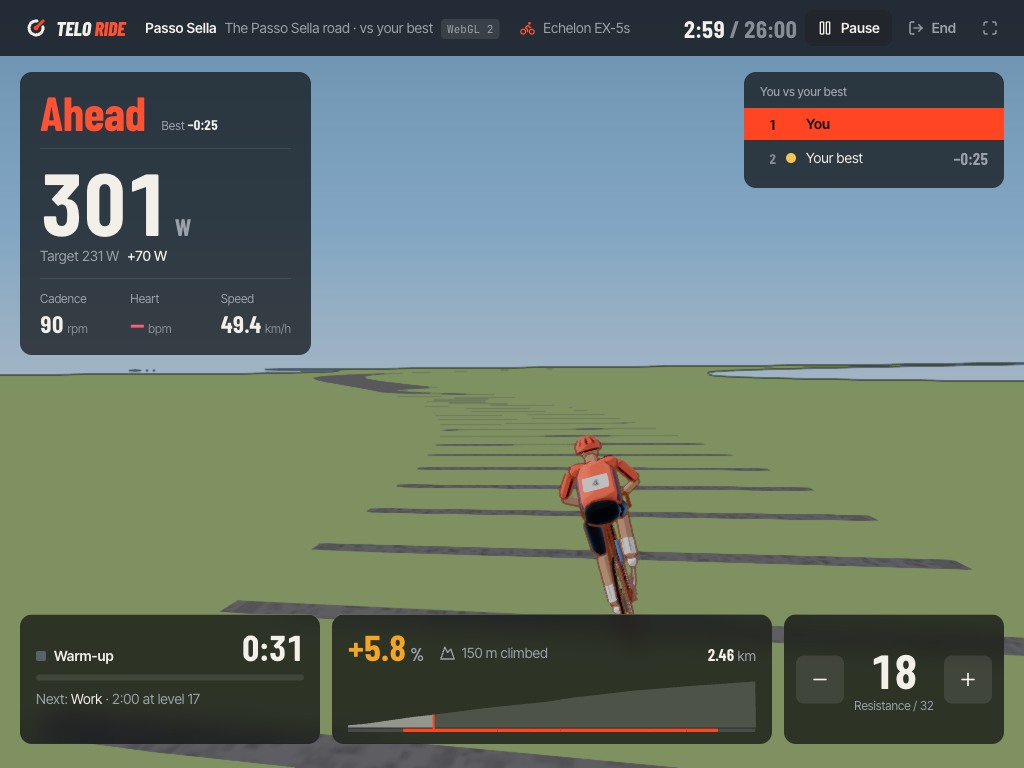 TELO RIDE Passo Sella The Passo Sella road · vs your best WebGL 2 Echelon EX-5s 2:59 / 26:00 Pause End
Ahead Best −0:25
301 W
Target 231 W +70 W
Cadence Heart Speed
90 rpm – bpm 49.4 km/h
You vs your best
1 You
2 Your best −0:25
4
Warm-up 0:31
Next: Work · 2:00 at level 17
+5.8 % 150 m climbed 2.46 km
− 18 +
Resistance / 32